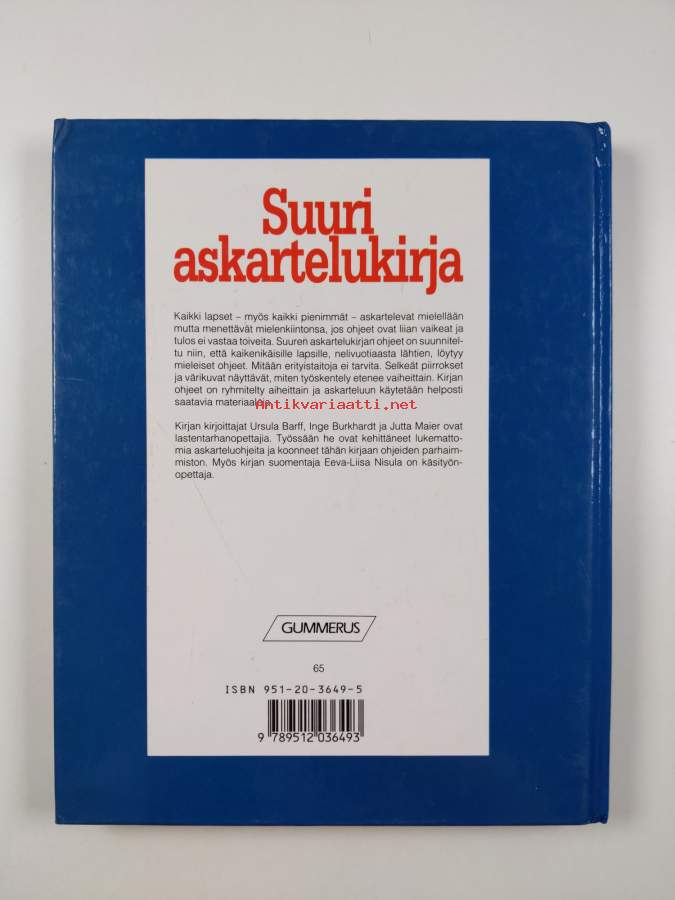 Suuri
askartelukirja
Kaikki lapset – myös kaikki pienimmät – askartelevat mielellään
mutta menettävät mielenkiintonsa, jos ohjeet ovat liian vaikeat ja
tulos ei vastaa toiveita. Suuren askartelukirjan ohjeet on suunnitel-
tu niin, että kaikenikäisille lapsille, nelivuotiaasta lähtien, löytyy
mieleiset ohjeet. Mitään erityistaitoja ei tarvita. Selkeät piirrokset
ja värikuvat näyttävät, miten työskentely etenee vaiheittain. Kirjan
ohjeet on ryhmitelty aiheittain ja askarteluun käytetään helposti
saatavia materiaaleja.
Antikvariaatti.net
Kirjan kirjoittajat Ursula Barff, Inge Burkhardt ja Jutta Maier ovat
lastentarhanopettajia. Työssään he ovat kehittäneet lukematto-
mia askarteluohjeita ja koonneet tähän kirjaan ohjeiden parhaim-
miston. Myös kirjan suomentaja Eeva-Liisa Nisula on käsityön-
opettaja.
GUMMERUS
65
ISBN 951-20-3649-5
9 789512 036493